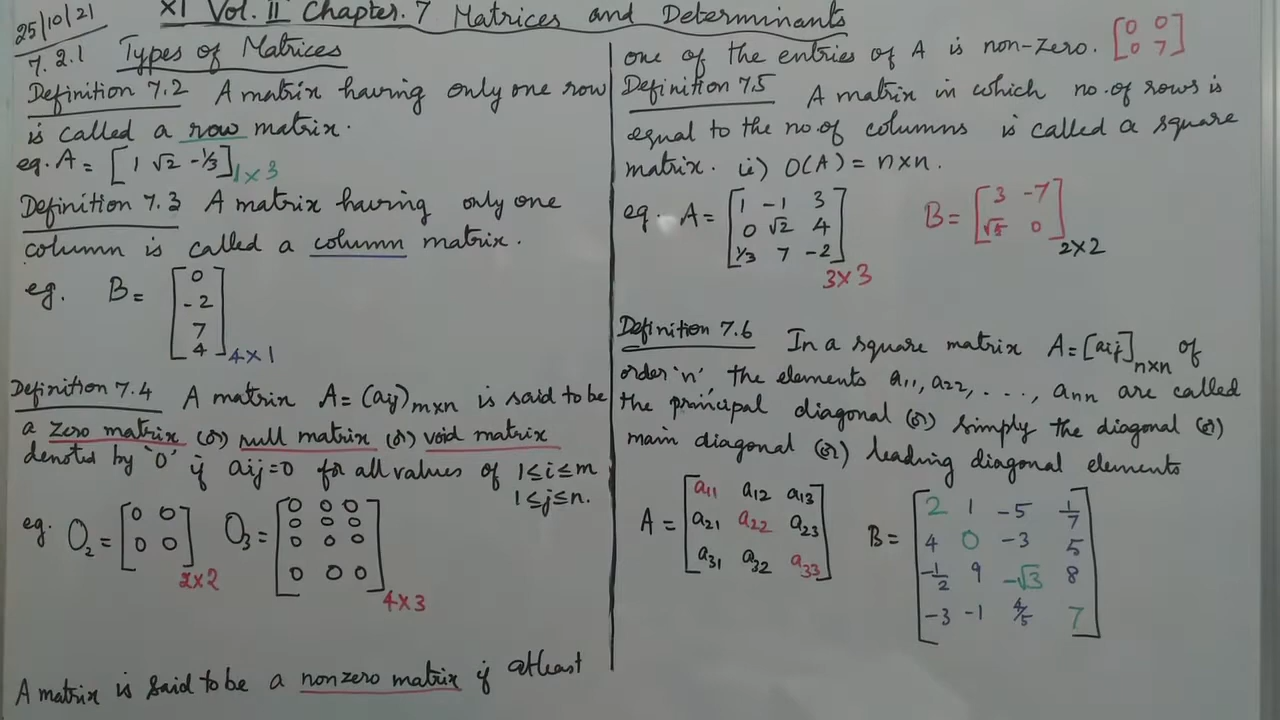 25/10/21
XI Vol. II Chapter. 7 Matrices and Determinants
7.2.1 Types of Matrices
Definition 7.2 A matrix having only one row
is called a row matrix.
eg. A = [1 √2 -1/3] 1×3
Definition 7.3 A matrix having only one
column is called a column matrix.
eg. B = [0
-2
7
4] 4×1
Definition 7.4 A matrix A = (aij)m×n is said to be
a zero matrix (or) null matrix (or) void matrix
denoted by 'O' if aij=0 for all values of 1≤i≤m
1≤j≤n.
eg. O2 = [0 0
0 0] 2×2
O3 = [0 0 0
0 0 0
0 0 0
0 0 0] 4×3
A matrix is said to be a nonzero matrix if atleast
one of the entries of A is non-zero. [0 0
0 7]
Definition 7.5 A matrix in which no. of rows is
equal to the no. of columns is called a square
matrix. ie) O(A) = n×n.
eg. A = [1 -1 3
0 √2 4
1/3 7 -2] 3×3
B = [3 -7
√5 0] 2×2
Definition 7.6 In a square matrix A = [aij]n×n of
order 'n', the elements a11, a22, ..., ann are called
the principal diagonal (or) simply the diagonal (or)
main diagonal (or) leading diagonal elements
A = [a11 a12 a13
a21 a22 a23
a31 a32 a33]
B = [2 1 -5 1/7
4 0 -3 5
-1/2 9 -√3 8
-3 -1 4/5 7]